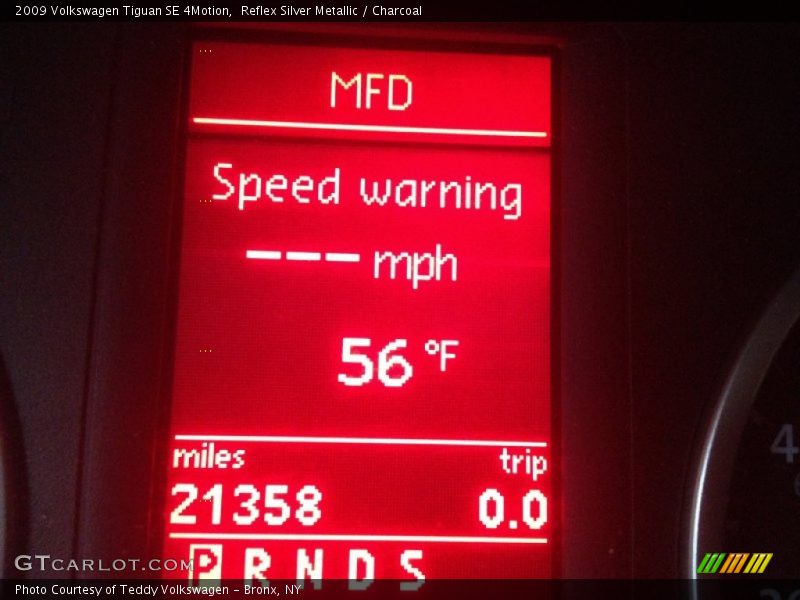 2009 Volkswagen Tiguan SE 4Motion, Reflex Silver Metallic / Charcoal
MFD
Speed warning
--- mph
56 °F
miles trip
21358 0.0
P R N D S
4
GTCARLOT.COM
Photo Courtesy of Teddy Volkswagen - Bronx, NY